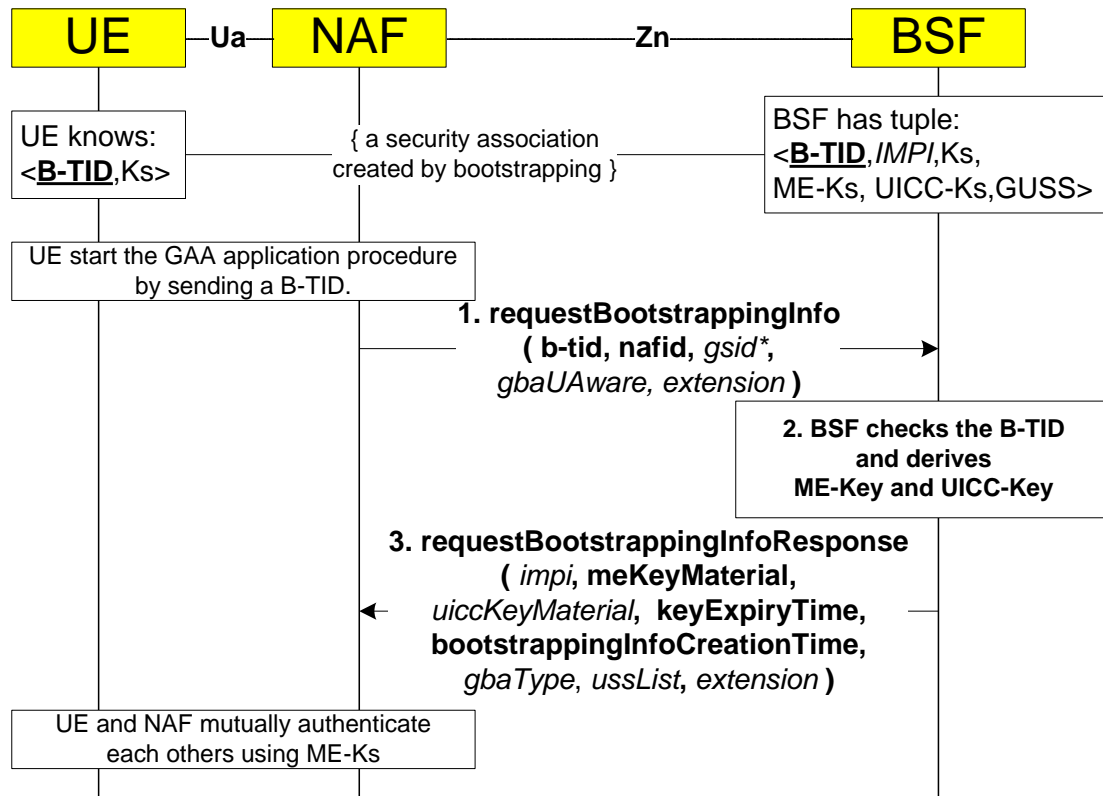 UE Ua NAF Zn BSF
UE knows:
<B-TID,Ks>
{ a security association
created by bootstrapping }
BSF has tuple:
<B-TID,IMPI,Ks,
ME-Ks, UICC-Ks,GUSS>
UE start the GAA application procedure
by sending a B-TID.
1. requestBootstrappingInfo
( b-tid, nafid, gsid*,
gbaUAware, extension )
2. BSF checks the B-TID
and derives
ME-Key and UICC-Key
3. requestBootstrappingInfoResponse
( impi, meKeyMaterial,
uiccKeyMaterial, keyExpiryTime,
bootstrappingInfoCreationTime,
gbaType, ussList, extension )
UE and NAF mutually authenticate
each others using ME-Ks